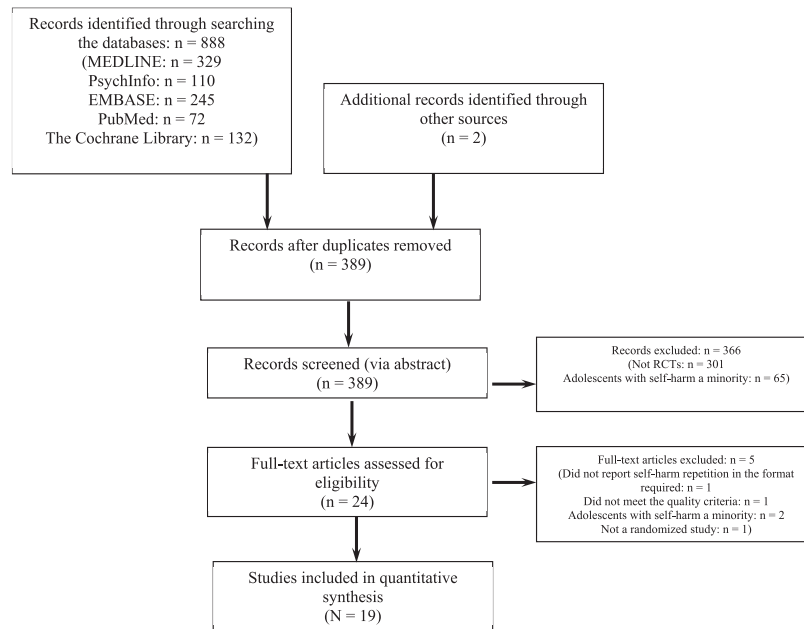 Records identified through searching
the databases: n = 888
(MEDLINE: n = 329
PsychInfo: n = 110
EMBASE: n = 245
PubMed: n = 72
The Cochrane Library: n = 132)
Additional records identified through
other sources
(n = 2)
Records after duplicates removed
(n = 389)
Records screened (via abstract)
(n = 389)
Records excluded: n = 366
(Not RCTs: n = 301
Adolescents with self-harm a minority: n = 65)
Full-text articles assessed for
eligibility
(n = 24)
Full-text articles excluded: n = 5
(Did not report self-harm repetition in the format
required: n = 1
Did not meet the quality criteria: n = 1
Adolescents with self-harm a minority: n = 2
Not a randomized study: n = 1)
Studies included in quantitative
synthesis
(N = 19)